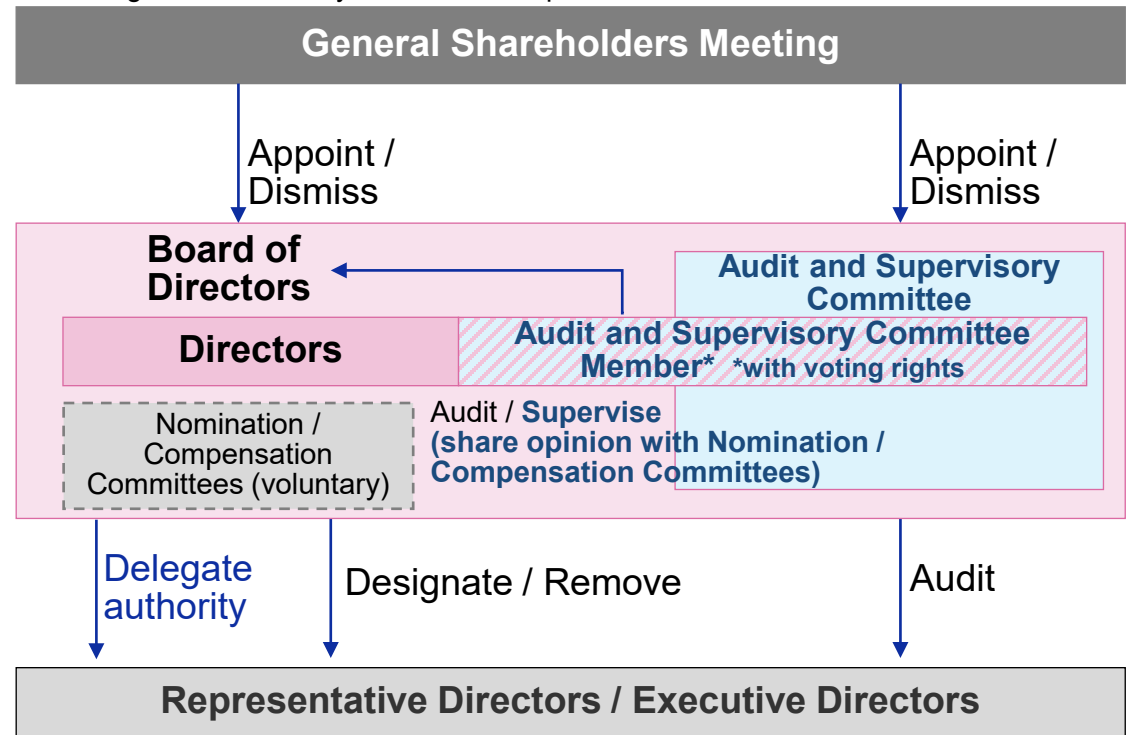 General Shareholders Meeting
Appoint /
Dismiss
Appoint /
Dismiss
Board of
Directors
Audit and Supervisory
Committee
Directors
Audit and Supervisory Committee
Member* *with voting rights
Nomination /
Compensation
Committees (voluntary)
Audit / Supervise
(share opinion with Nomination /
Compensation Committees)
Delegate
authority
Designate / Remove
Audit
Representative Directors / Executive Directors